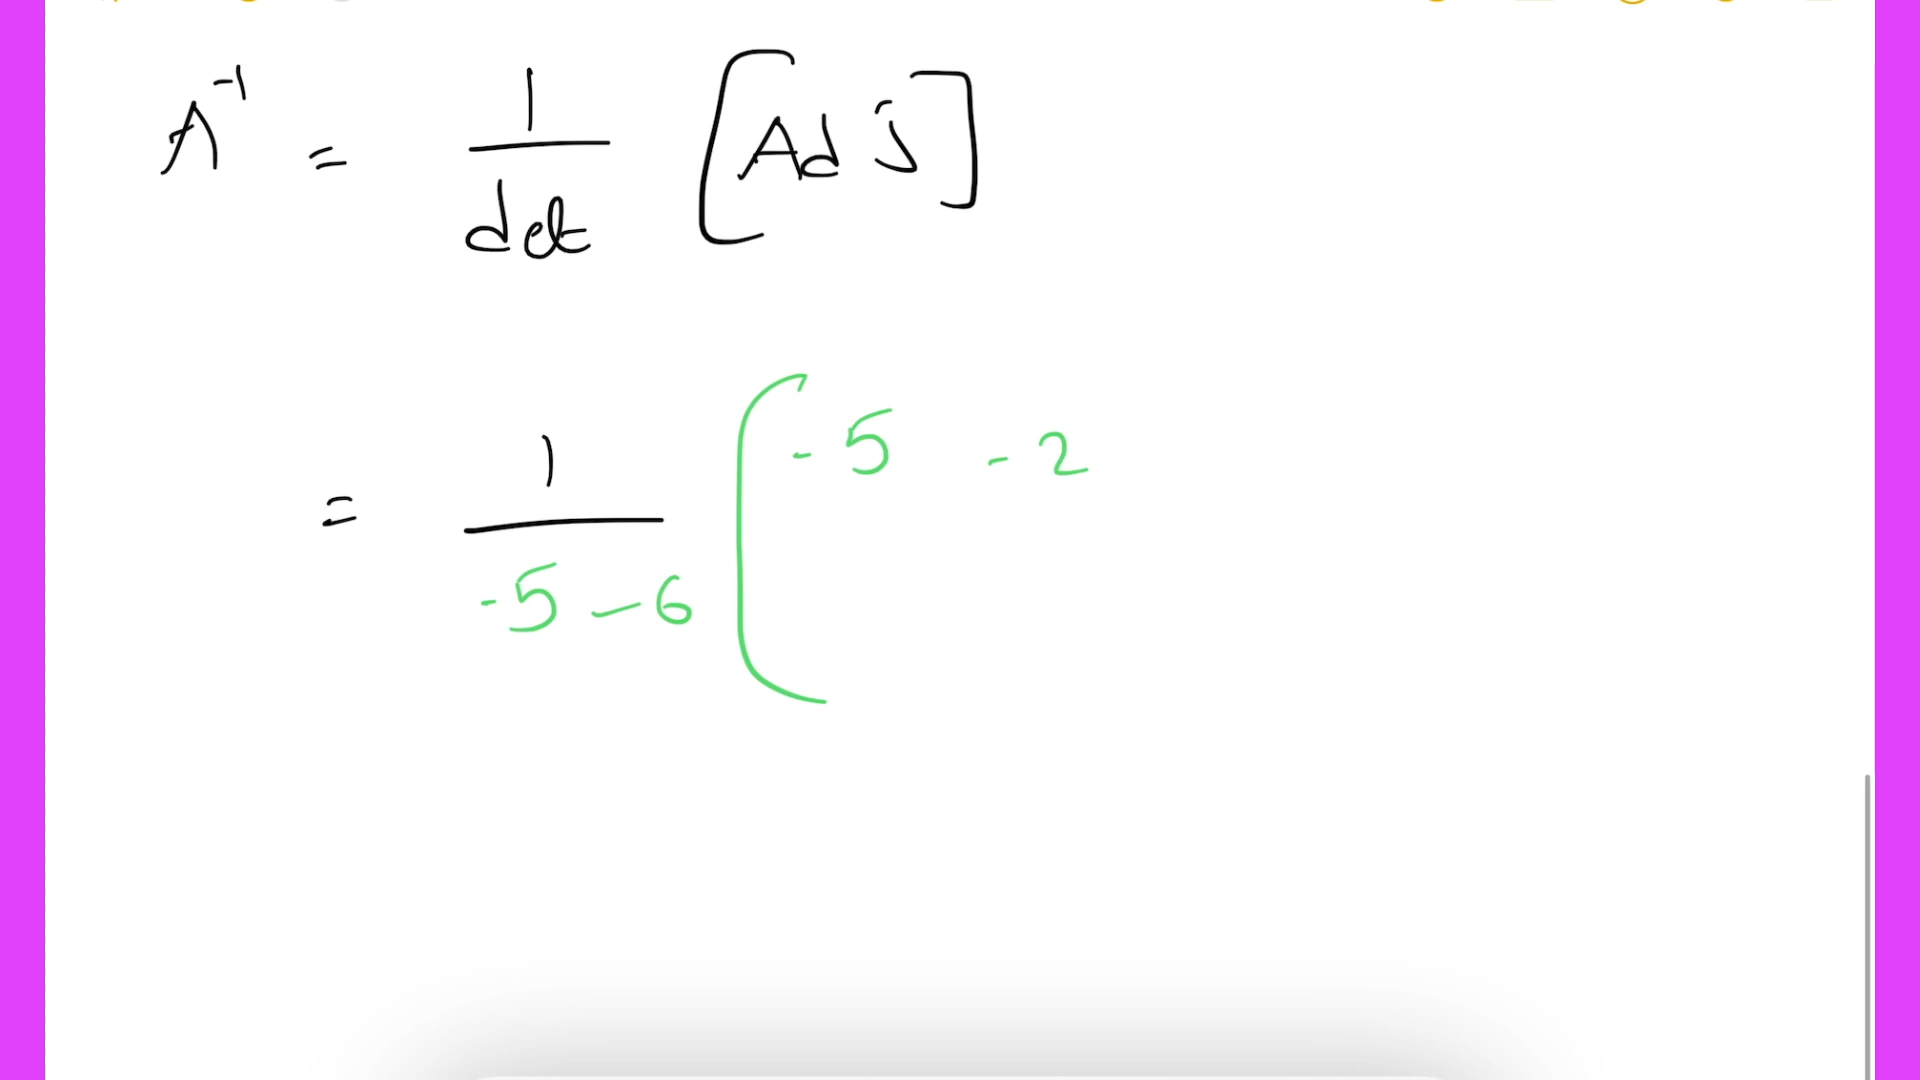 A⁻¹ = 1/det [Adj]
= 1/-5-6 [-5 -2